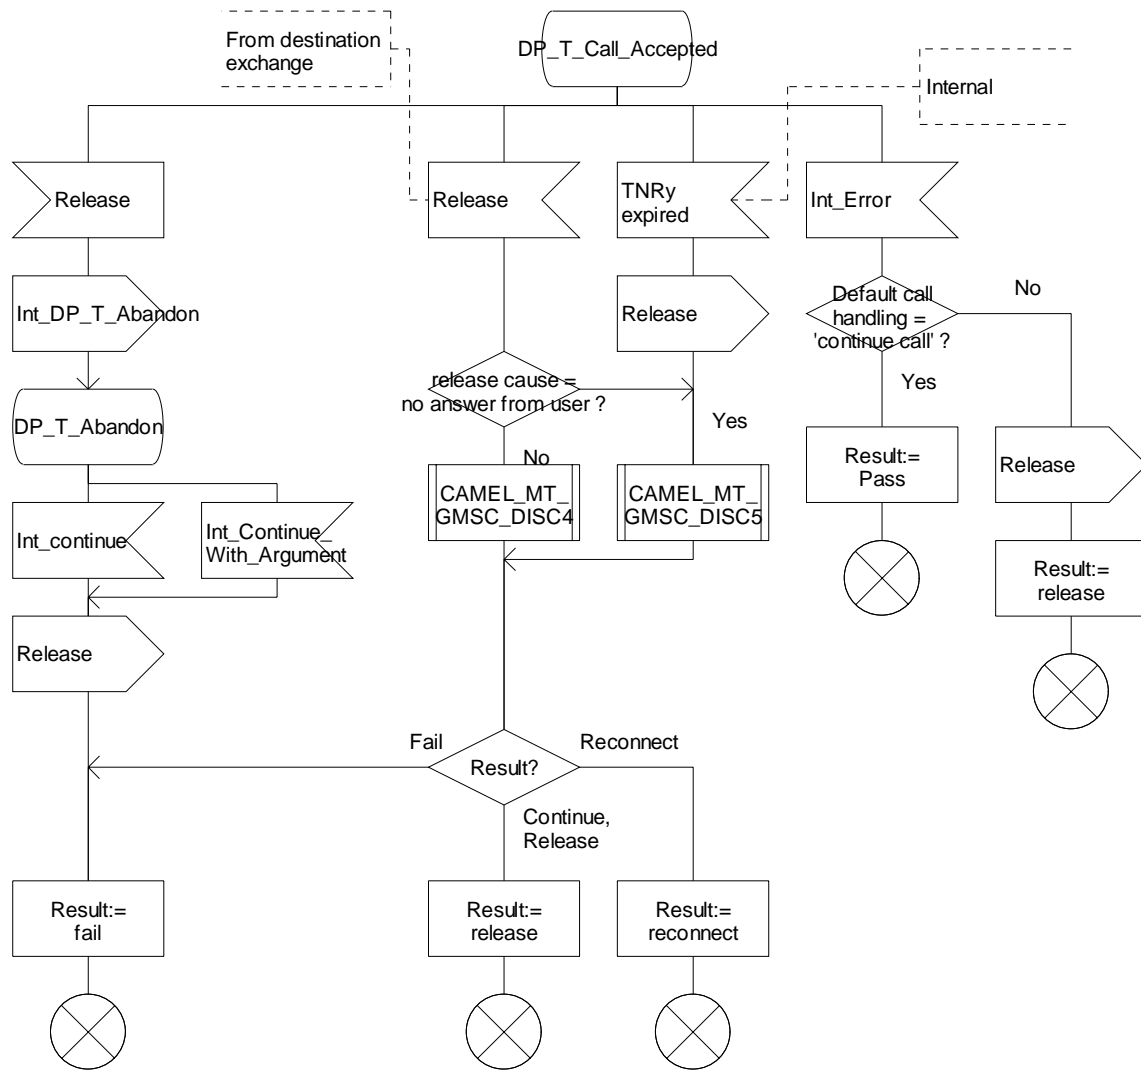 From destination
exchange
DP_T_Call_Accepted
Internal
Release
Release
TNRy
expired
Int_Error
Int_DP_T_Abandon
Release
Default call
handling =
'continue call' ?
No
release cause =
no answer from user ?
Yes
Yes
DP_T_Abandon
No
Result:=
Pass
Release
CAMEL_MT_
GMSC_DISC4
CAMEL_MT_
GMSC_DISC5
Int_continue
Int_Continue_
With_Argument
Result:=
release
Release
Fail
Reconnect
Result?
Continue,
Release
Result:=
fail
Result:=
release
Result:=
reconnect